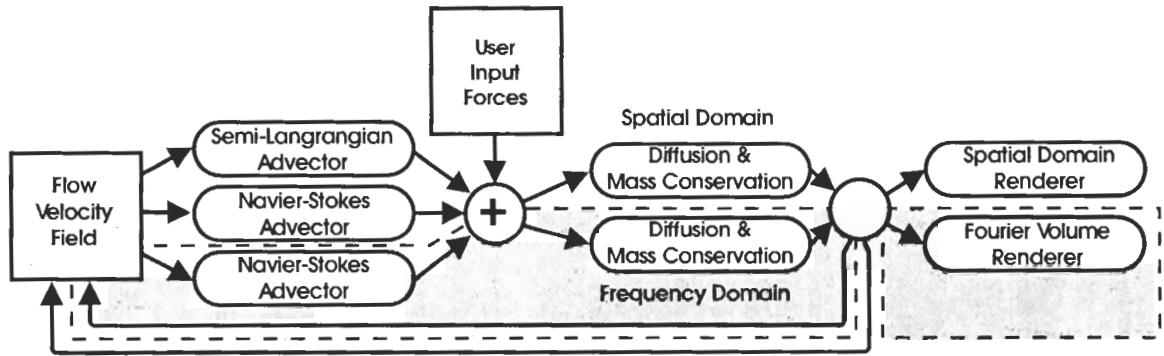 User
Input
Forces
Spatial Domain
Semi-Langrangian
Advector
Diffusion &
Mass Conservation
Spatial Domain
Renderer
Flow
Velocity
Field
Navier-Stokes
Advector
+
Diffusion &
Mass Conservation
Fourier Volume
Renderer
Navier-Stokes
Advector
Frequency Domain